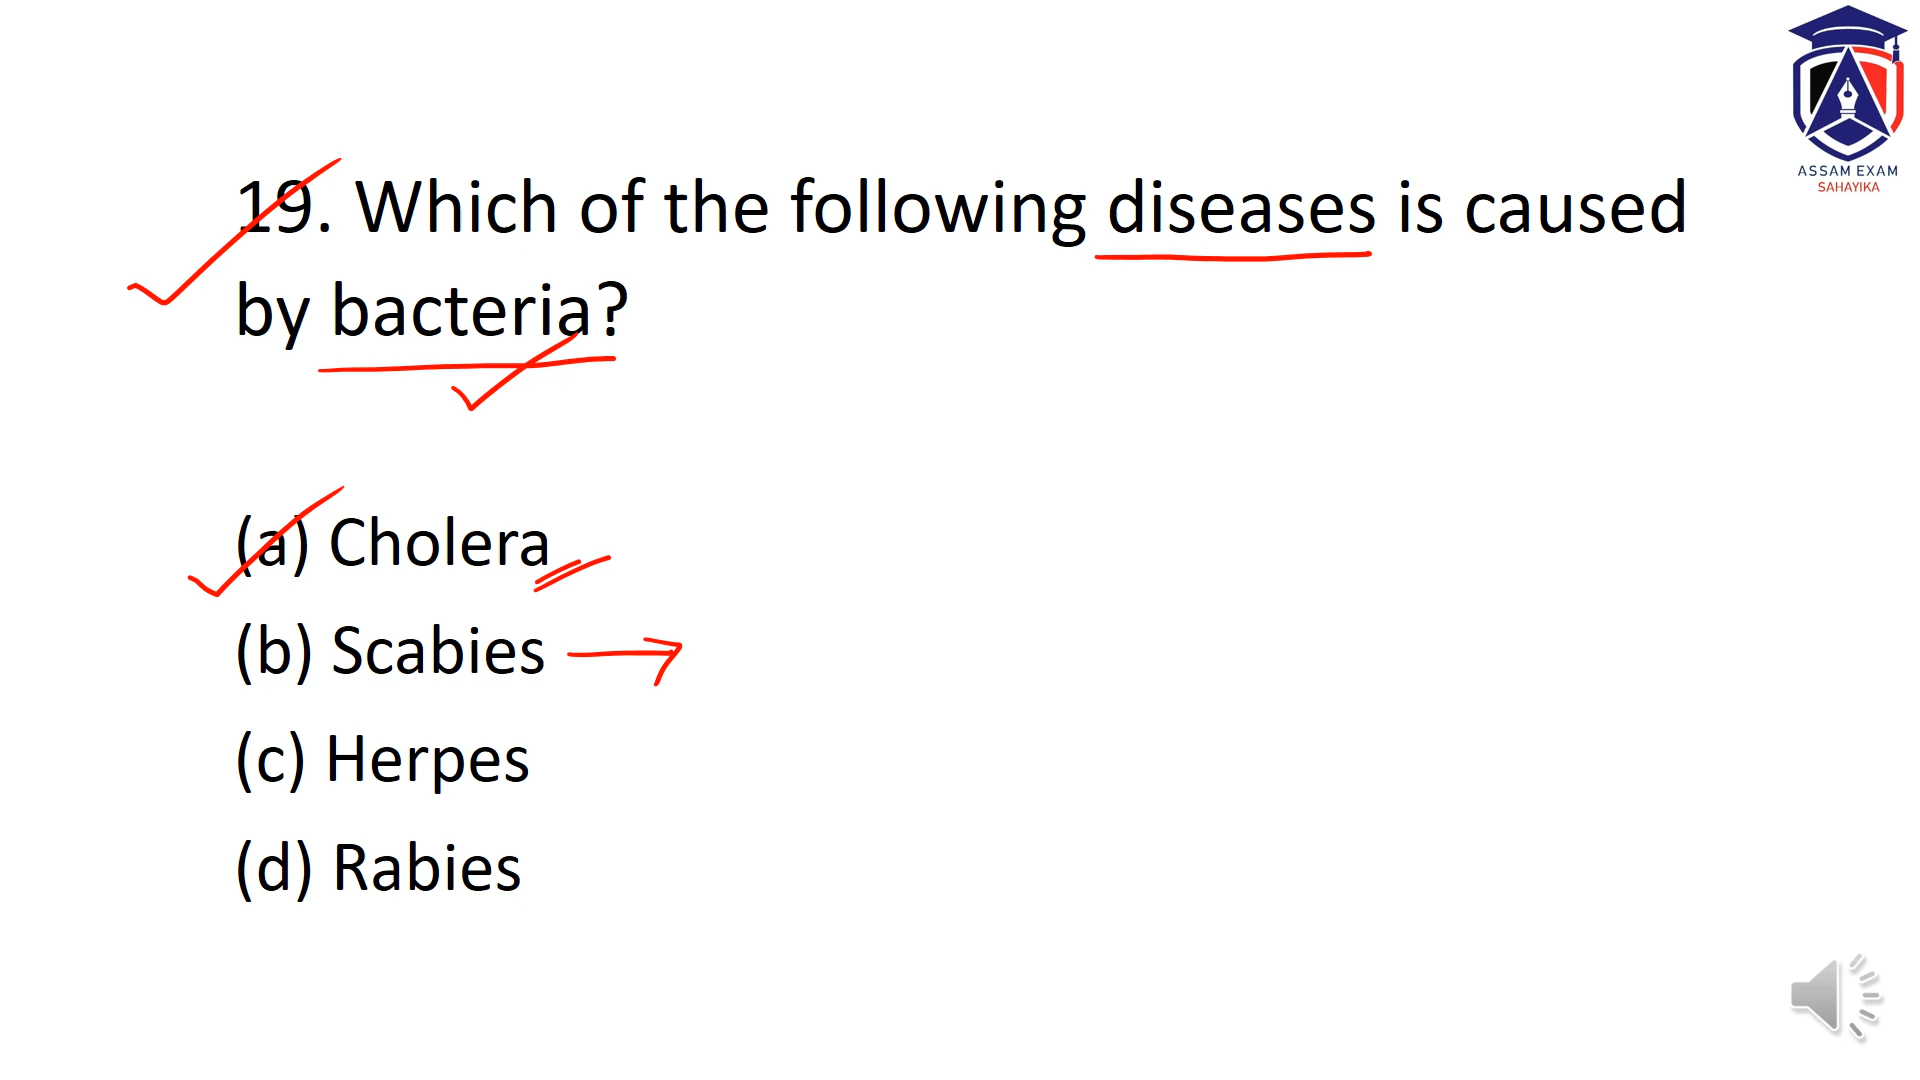 ASSAM EXAM
SAHAYIKA
19. Which of the following diseases is caused
by bacteria?
(a) Cholera
(b) Scabies
(c) Herpes
(d) Rabies